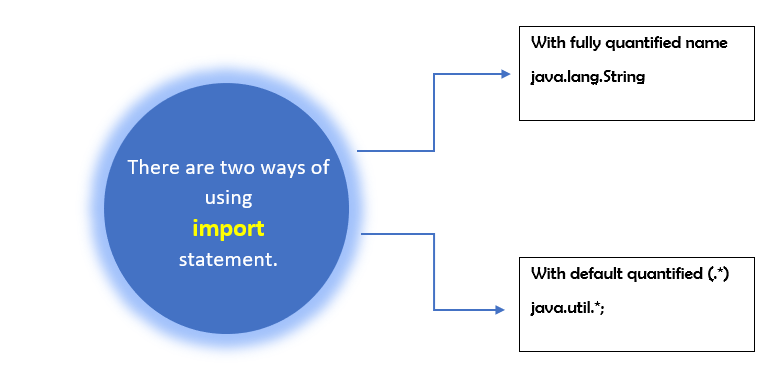 There are two ways of
using
import
statement.
With fully quantified name
java.lang.String
With default quantified (.*)
java.util.*;